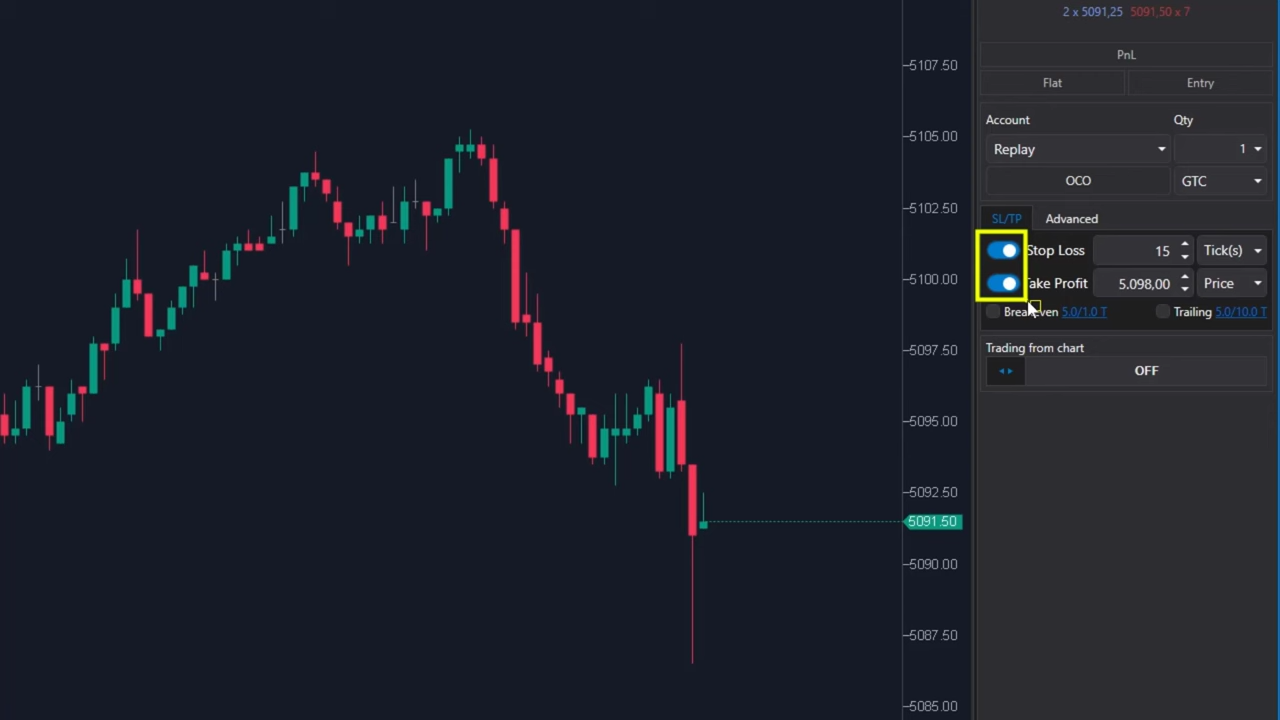 2 x 5091,25 5091,50 x 7
PnL
Flat Entry
Account Qty
Replay 1
OCO GTC
SL/TP Advanced
Stop Loss 15 Tick(s)
Take Profit 5.098,00 Price
Breakeven 5.0/1.0 T Trailing 5.0/10.0 T
Trading from chart
OFF
5107.50
5105.00
5102.50
5100.00
5097.50
5095.00
5092.50
5091.50
5090.00
5087.50
5085.00